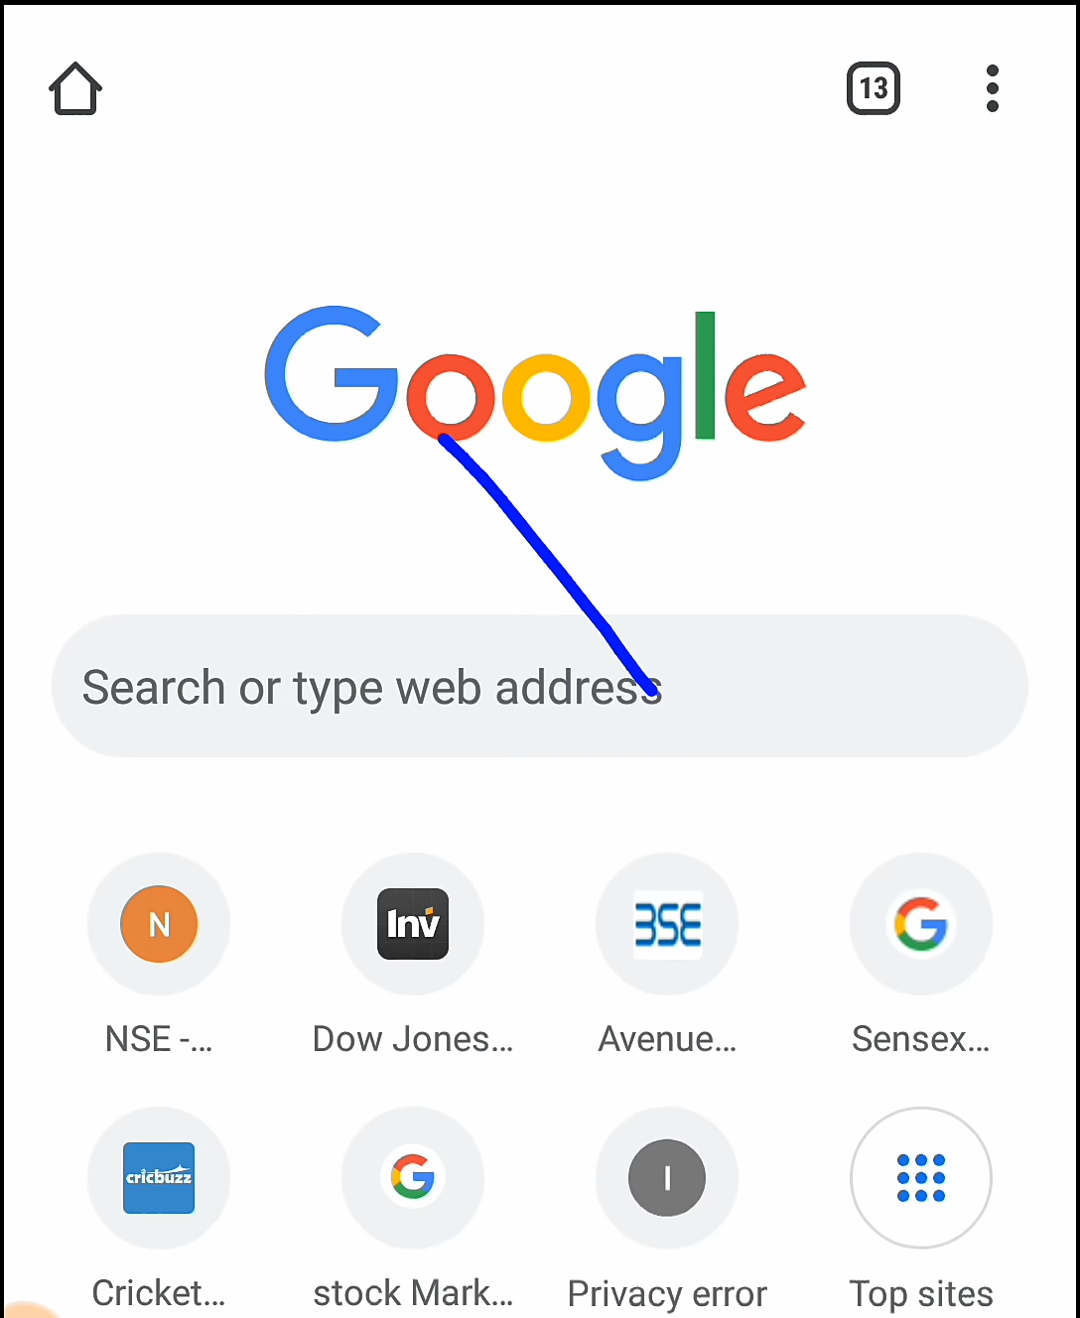 13
Google
Search or type web address
N
Inv
BSE
G
NSE -...
Dow Jones...
Avenue...
Sensex...
cricbuzz
G
I
Cricket...
stock Mark...
Privacy error
Top sites